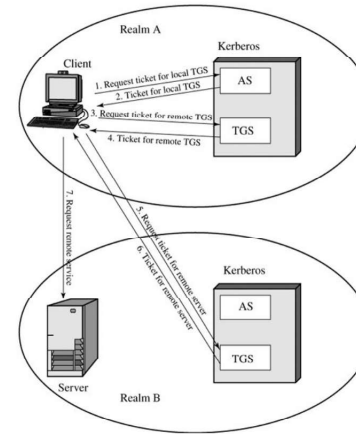 Realm A
Client
Kerberos
1. Request ticket for local TGS
AS
2. Ticket for local TGS
3. Request ticket for remote TGS
TGS
4. Ticket for remote TGS
5. Request ticket for remote server
6. Ticket for remote server
7. Request remote service
Kerberos
AS
TGS
Server
Realm B